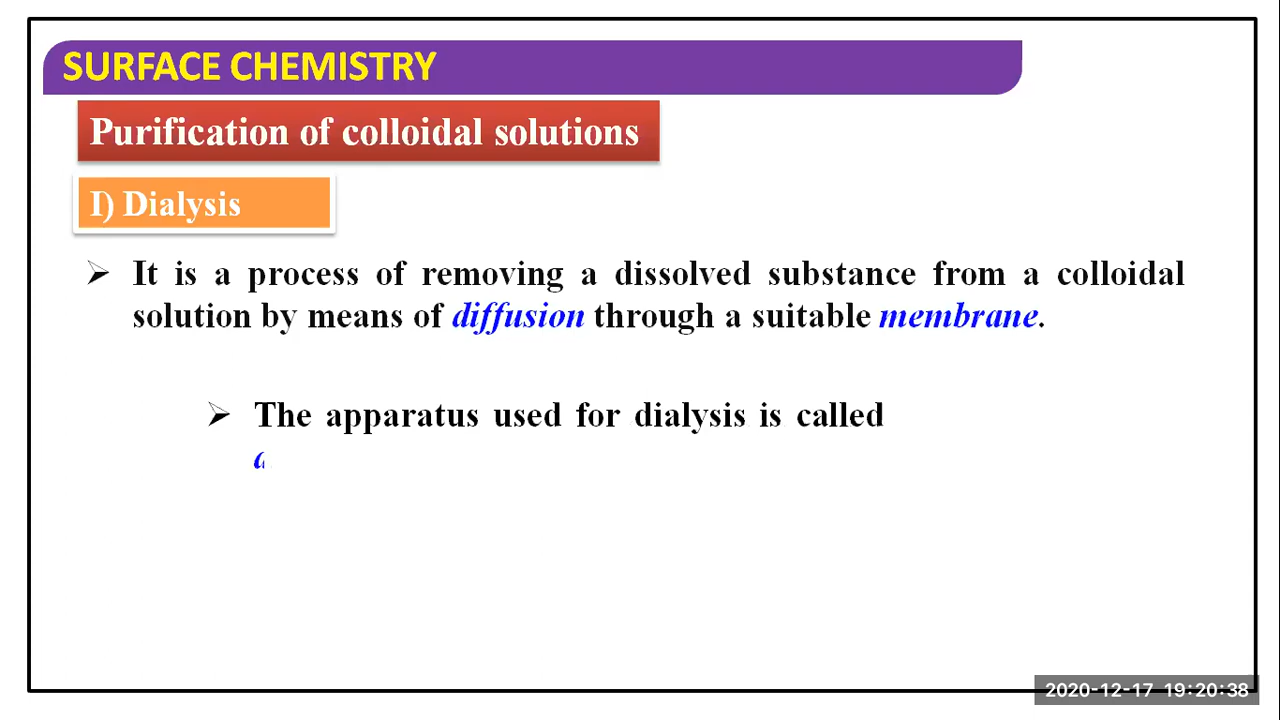 SURFACE CHEMISTRY
Purification of colloidal solutions
I) Dialysis
➢ It is a process of removing a dissolved substance from a colloidal
solution by means of diffusion through a suitable membrane.
➢ The apparatus used for dialysis is called
2020-12-17 19:20:38